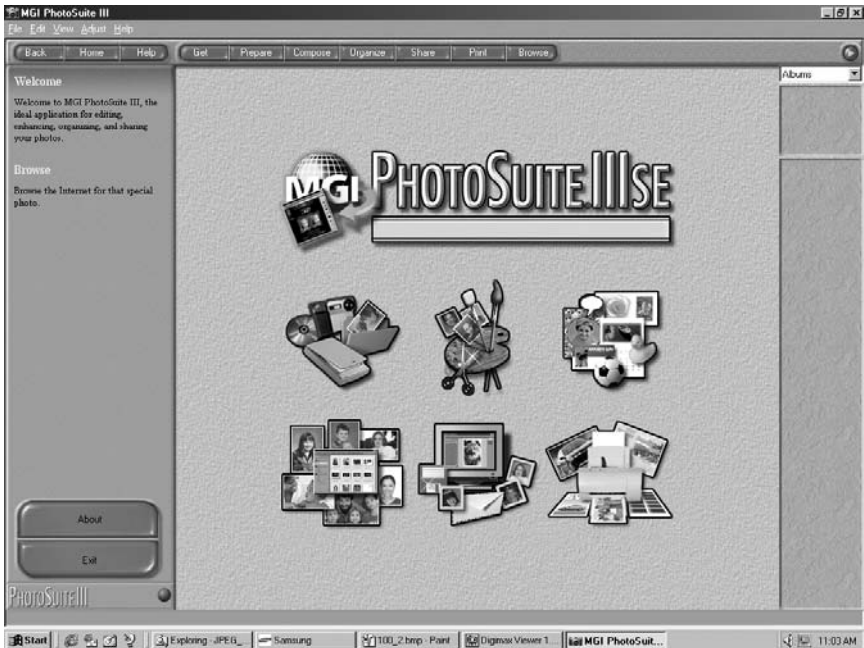 MGI PhotoSuite III
File Edit View Adjust Help
Back Home Help Get Prepare Compose Organize Share Print Browse
Welcome
Welcome to MGI PhotoSuite III, the
ideal application for editing,
enhancing, organizing, and sharing
your photos.
Browse
Browse the Internet for that special
photo.
Albums
MGI PHOTOSUITE III SE
About
Exit
PHOTOSUITE III
Start Exploring - JPEG_ Samsung 100_2.bmp - Paint Digimax Viewer 1... MGI PhotoSuit... 11:03 AM